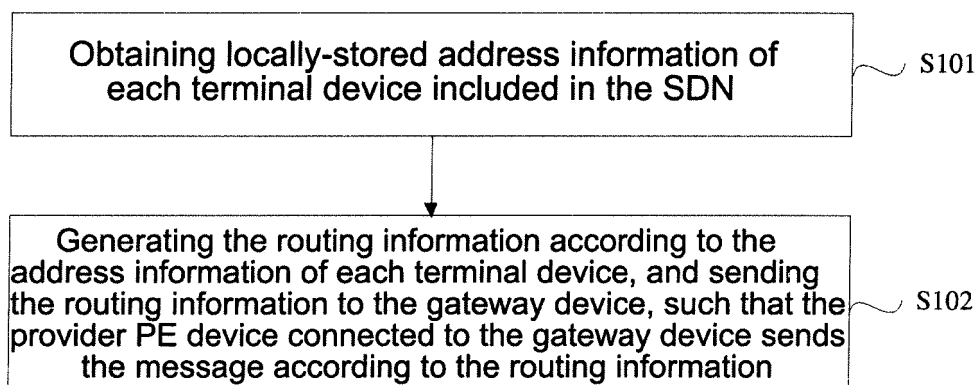 Obtaining locally-stored address information of
each terminal device included in the SDN
S101
Generating the routing information according to the
address information of each terminal device, and sending
the routing information to the gateway device, such that the
provider PE device connected to the gateway device sends
the message according to the routing information
S102